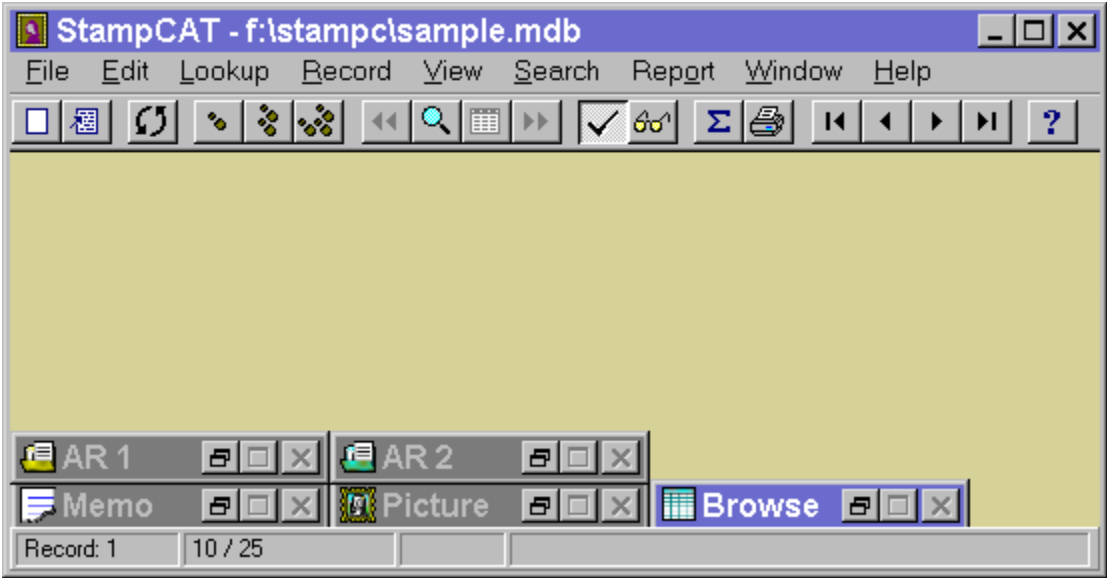 StampCAT - f:\stampc\sample.mdb
File Edit Lookup Record View Search Report Window Help
Σ ?
AR 1 AR 2
Memo Picture Browse
Record: 1 10 / 25